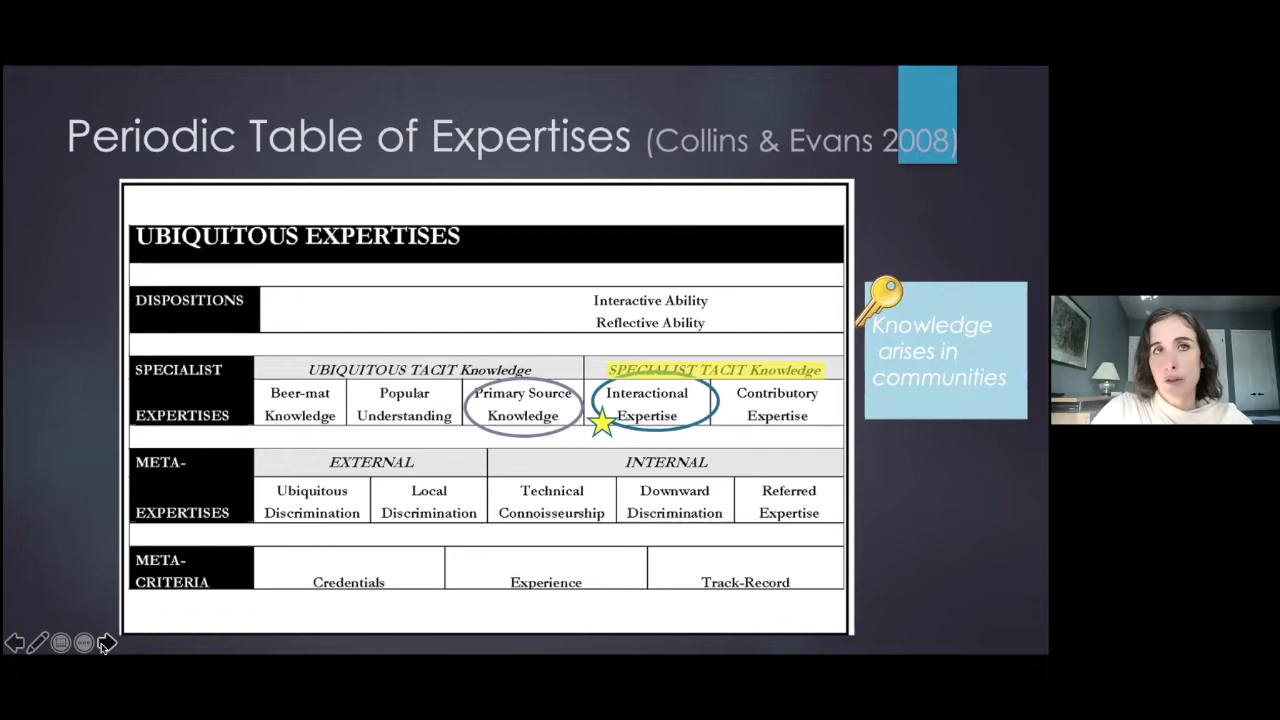 Periodic Table of Expertises (Collins & Evans 2008)
UBIQUITOUS EXPERTISES
DISPOSITIONS
Interactive Ability
Reflective Ability
SPECIALIST
EXPERTISES
UBIQUITOUS TACIT Knowledge
SPECIALIST TACIT Knowledge
Beer-mat
Knowledge
Popular
Understanding
Primary Source
Knowledge
Interactional
Expertise
Contributory
Expertise
META-
EXPERTISES
EXTERNAL
INTERNAL
Ubiquitous
Discrimination
Local
Discrimination
Technical
Connoisseurship
Downward
Discrimination
Referred
Expertise
META-
CRITERIA
Credentials
Experience
Track-Record
Knowledge
arises in
communities